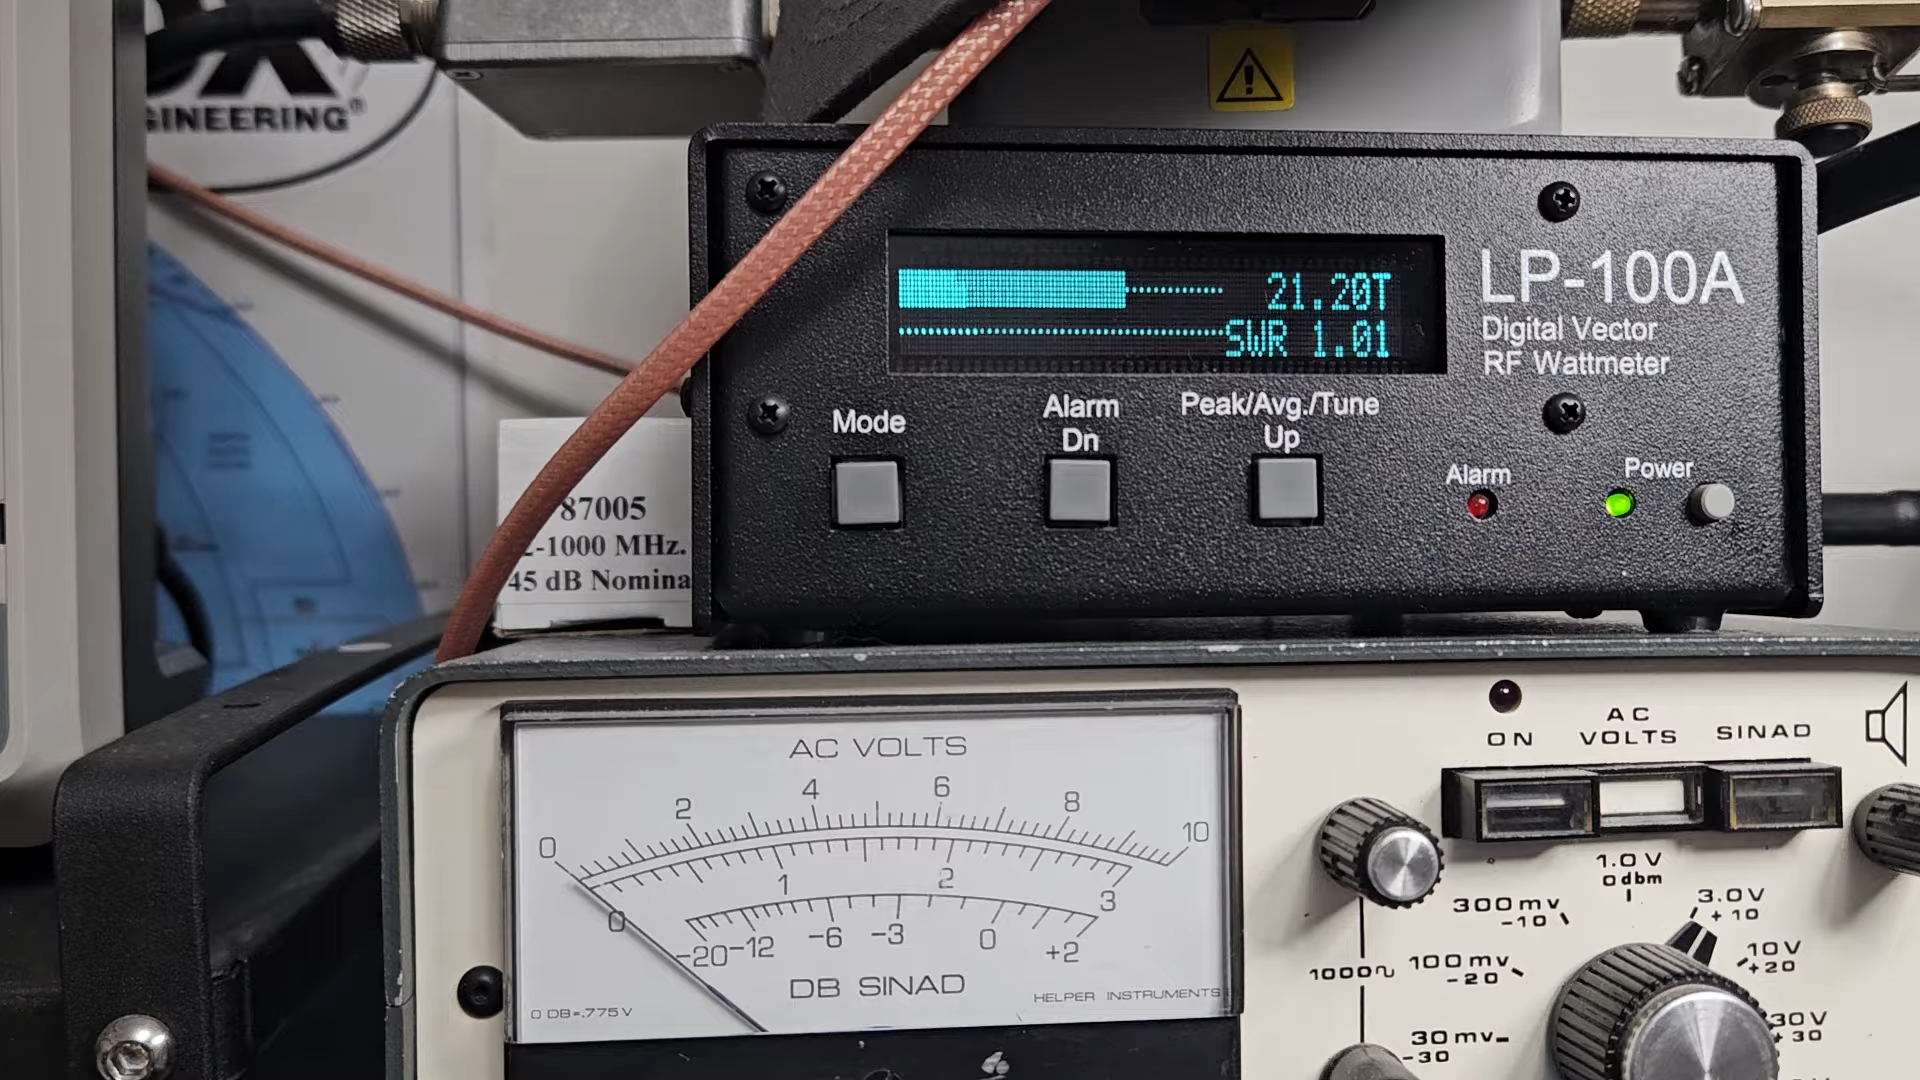 GINEERING®
21.20T
SWR 1.01
LP-100A
Digital Vector
RF Wattmeter
Mode
Alarm
Dn
Peak/Avg./Tune
Up
Alarm
Power
87005
-1000 MHz.
45 dB Nomina
AC VOLTS
0 2 4 6 8 10
0 1 2 3
-20 -12 -6 -3 0 +2
DB SINAD
0 DB=.775V
HELPER INSTRUMENTS
ON
AC
VOLTS
SINAD
1.0 V
0 dbm
300 mv
-10
3.0 V
+ 10
100 mv
-20
10 V
+20
1000∿
30 mv
-30
30 V
+ 30